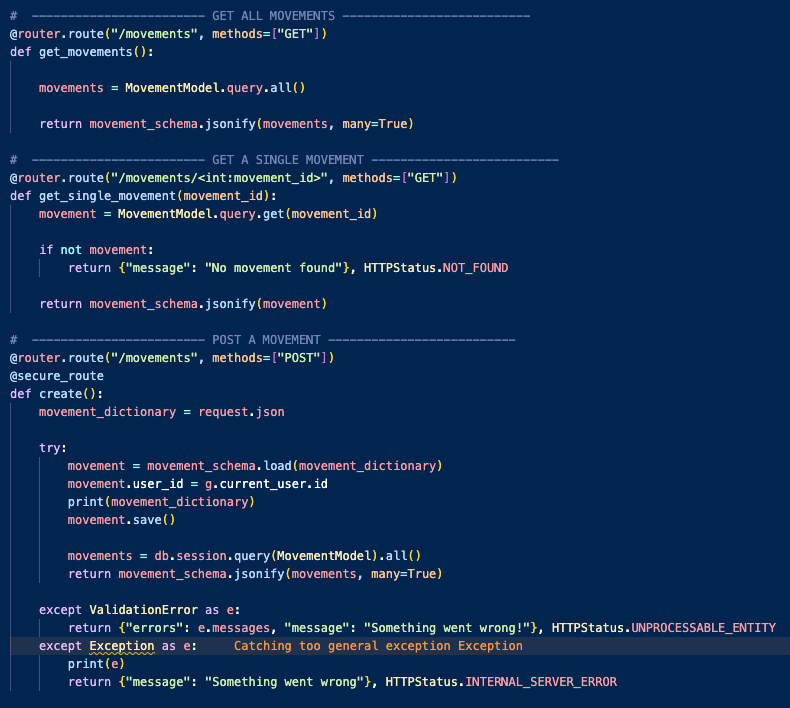 #  ------------------------ GET ALL MOVEMENTS --------------------------
@router.route("/movements", methods=["GET"])
def get_movements():
    movements = MovementModel.query.all()
    return movement_schema.jsonify(movements, many=True)
#  ------------------------ GET A SINGLE MOVEMENT --------------------------
@router.route("/movements/<int:movement_id>", methods=["GET"])
def get_single_movement(movement_id):
    movement = MovementModel.query.get(movement_id)
    if not movement:
        return {"message": "No movement found"}, HTTPStatus.NOT_FOUND
    return movement_schema.jsonify(movement)
#  ------------------------ POST A MOVEMENT --------------------------
@router.route("/movements", methods=["POST"])
@secure_route
def create():
    movement_dictionary = request.json
    try:
        movement = movement_schema.load(movement_dictionary)
        movement.user_id = g.current_user.id
        print(movement_dictionary)
        movement.save()
        movements = db.session.query(MovementModel).all()
        return movement_schema.jsonify(movements, many=True)
    except ValidationError as e:
        return {"errors": e.messages, "message": "Something went wrong!"}, HTTPStatus.UNPROCESSABLE_ENTITY
    except Exception as e:     Catching too general exception Exception
        print(e)
        return {"message": "Something went wrong"}, HTTPStatus.INTERNAL_SERVER_ERROR